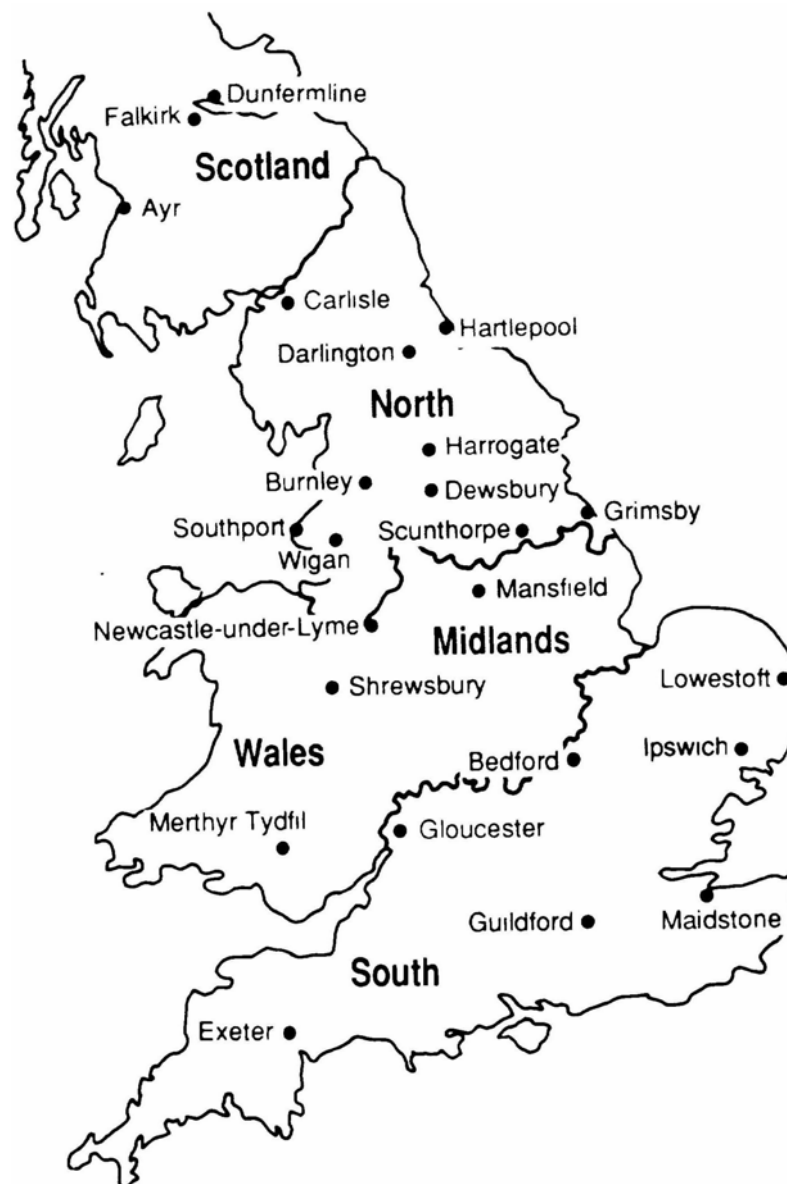 Dunfermline
Falkirk
Scotland
Ayr
Carlisle
Hartlepool
Darlington
North
Harrogate
Burnley
Dewsbury
Grimsby
Southport
Scunthorpe
Wigan
Mansfield
Newcastle-under-Lyme
Midlands
Lowestoft
Shrewsbury
Wales
Bedford
Ipswich
Merthyr Tydfil
Gloucester
Guildford
Maidstone
South
Exeter